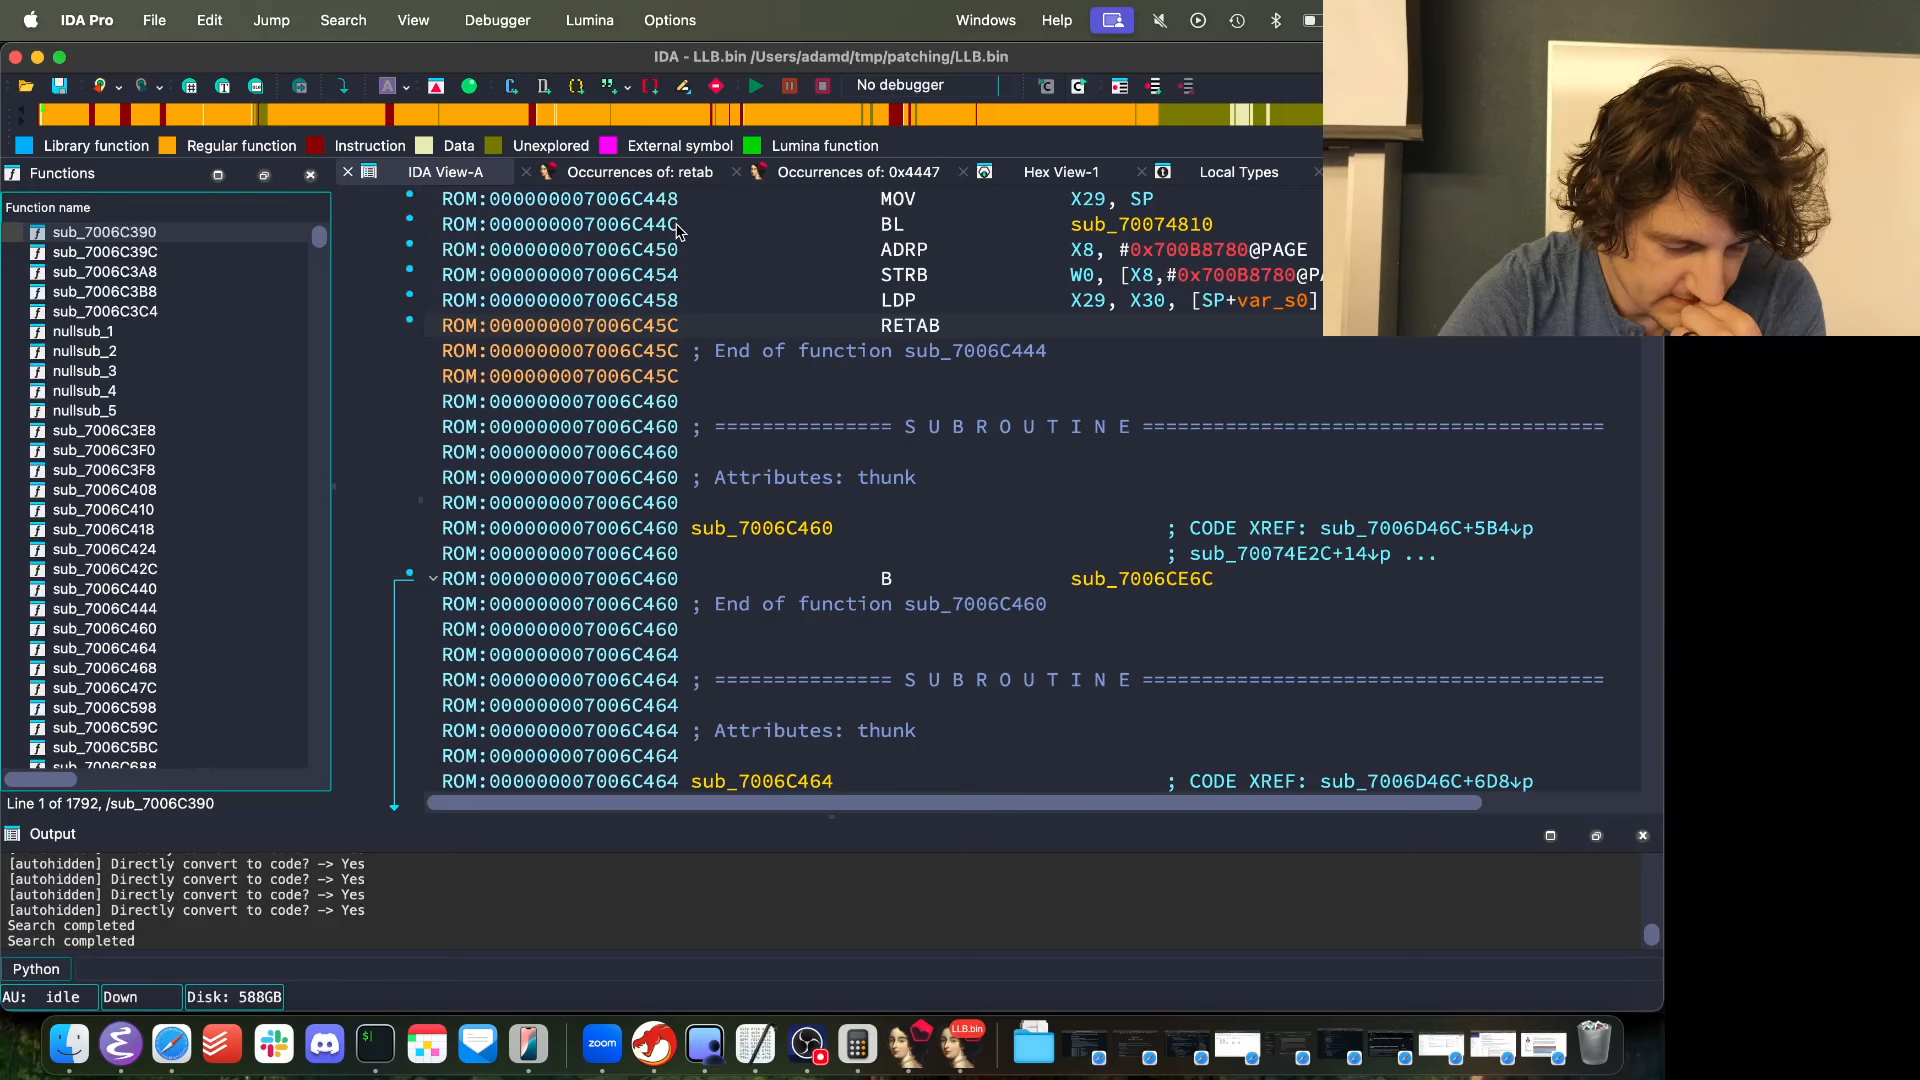 IDA Pro File Edit Jump Search View Debugger Lumina Options Windows Help
IDA - LLB.bin /Users/adamd/tmp/patching/LLB.bin
No debugger
Library function Regular function Instruction Data Unexplored External symbol Lumina function
Functions
IDA View-A Occurrences of: retab Occurrences of: 0x4447 Hex View-1 Local Types
Function name
sub_7006C390
sub_7006C39C
sub_7006C3A8
sub_7006C3B8
sub_7006C3C4
nullsub_1
nullsub_2
nullsub_3
nullsub_4
nullsub_5
sub_7006C3E8
sub_7006C3F0
sub_7006C3F8
sub_7006C408
sub_7006C410
sub_7006C418
sub_7006C424
sub_7006C42C
sub_7006C440
sub_7006C444
sub_7006C460
sub_7006C464
sub_7006C468
sub_7006C47C
sub_7006C598
sub_7006C59C
sub_7006C5BC
sub_7006C688
Line 1 of 1792, /sub_7006C390
ROM:000000007006C448 MOV X29, SP
ROM:000000007006C44C BL sub_70074810
ROM:000000007006C450 ADRP X8, #0x700B8780@PAGE
ROM:000000007006C454 STRB W0, [X8,#0x700B8780@P
ROM:000000007006C458 LDP X29, X30, [SP+var_s0]
ROM:000000007006C45C RETAB
ROM:000000007006C45C ; End of function sub_7006C444
ROM:000000007006C45C
ROM:000000007006C460
ROM:000000007006C460 ; =============== S U B R O U T I N E =======================================
ROM:000000007006C460
ROM:000000007006C460 ; Attributes: thunk
ROM:000000007006C460
ROM:000000007006C460 sub_7006C460 ; CODE XREF: sub_7006D46C+5B4↓p
ROM:000000007006C460 ; sub_70074E2C+14↓p ...
ROM:000000007006C460 B sub_7006CE6C
ROM:000000007006C460 ; End of function sub_7006C460
ROM:000000007006C460
ROM:000000007006C464
ROM:000000007006C464 ; =============== S U B R O U T I N E =======================================
ROM:000000007006C464
ROM:000000007006C464 ; Attributes: thunk
ROM:000000007006C464
ROM:000000007006C464 sub_7006C464 ; CODE XREF: sub_7006D46C+6D8↓p
Output
[autohidden] Directly convert to code? -> Yes
[autohidden] Directly convert to code? -> Yes
[autohidden] Directly convert to code? -> Yes
[autohidden] Directly convert to code? -> Yes
Search completed
Search completed
Python
AU: idle Down Disk: 588GB
zoom
LLB.bin